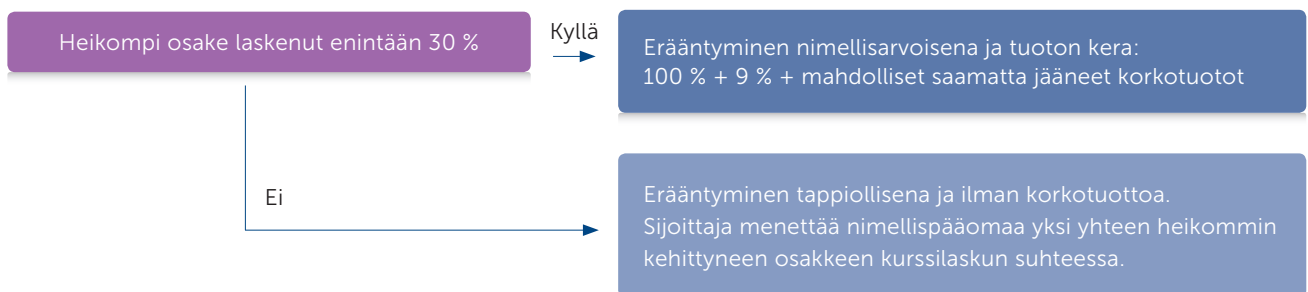 Heikompi osake laskenut enintään 30 %
Kyllä
Erääntyminen nimellisarvoisena ja tuoton kera:
100 % + 9 % + mahdolliset saamatta jääneet korkotuotot
Ei
Erääntyminen tappiollisena ja ilman korkotuottoa.
Sijoittaja menettää nimellispääomaa yksi yhteen heikommin
kehittyneen osakkeen kurssilaskun suhteessa.